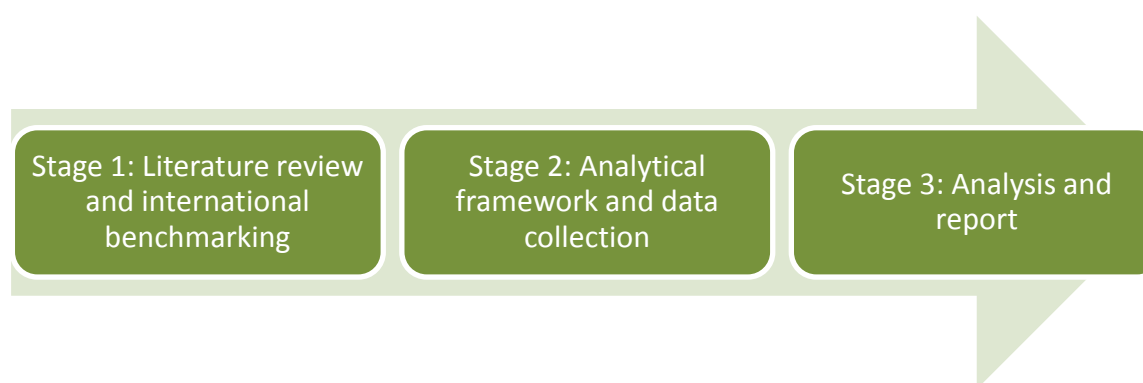 Stage 1: Literature review
and international
benchmarking
Stage 2: Analytical
framework and data
collection
Stage 3: Analysis and
report